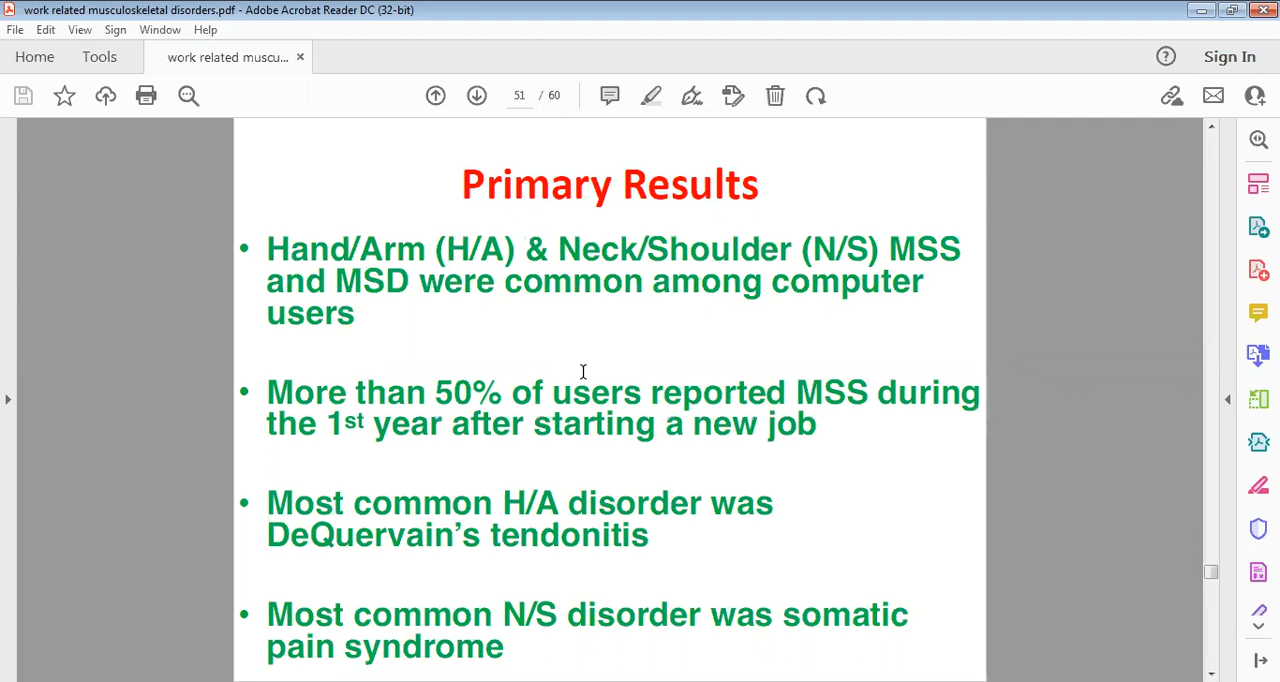 work related musculoskeletal disorders.pdf - Adobe Acrobat Reader DC (32-bit)
File Edit View Sign Window Help
Home Tools work related muscu... × Sign In
51 / 60
Primary Results
• Hand/Arm (H/A) & Neck/Shoulder (N/S) MSS
and MSD were common among computer
users
• More than 50% of users reported MSS during
the 1st year after starting a new job
• Most common H/A disorder was
DeQuervain’s tendonitis
• Most common N/S disorder was somatic
pain syndrome